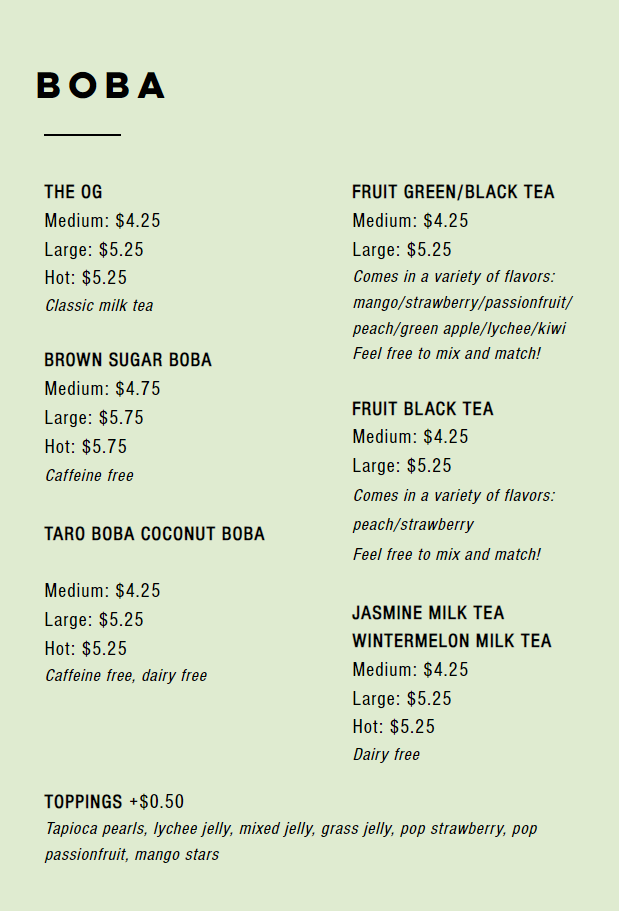 BOBA
THE OG
Medium: $4.25
Large: $5.25
Hot: $5.25
Classic milk tea
BROWN SUGAR BOBA
Medium: $4.75
Large: $5.75
Hot: $5.75
Caffeine free
TARO BOBA COCONUT BOBA
Medium: $4.25
Large: $5.25
Hot: $5.25
Caffeine free, dairy free
FRUIT GREEN/BLACK TEA
Medium: $4.25
Large: $5.25
Comes in a variety of flavors:
mango/strawberry/passionfruit/
peach/green apple/lychee/kiwi
Feel free to mix and match!
FRUIT BLACK TEA
Medium: $4.25
Large: $5.25
Comes in a variety of flavors:
peach/strawberry
Feel free to mix and match!
JASMINE MILK TEA
WINTERMELON MILK TEA
Medium: $4.25
Large: $5.25
Hot: $5.25
Dairy free
TOPPINGS +$0.50
Tapioca pearls, lychee jelly, mixed jelly, grass jelly, pop strawberry, pop
passionfruit, mango stars